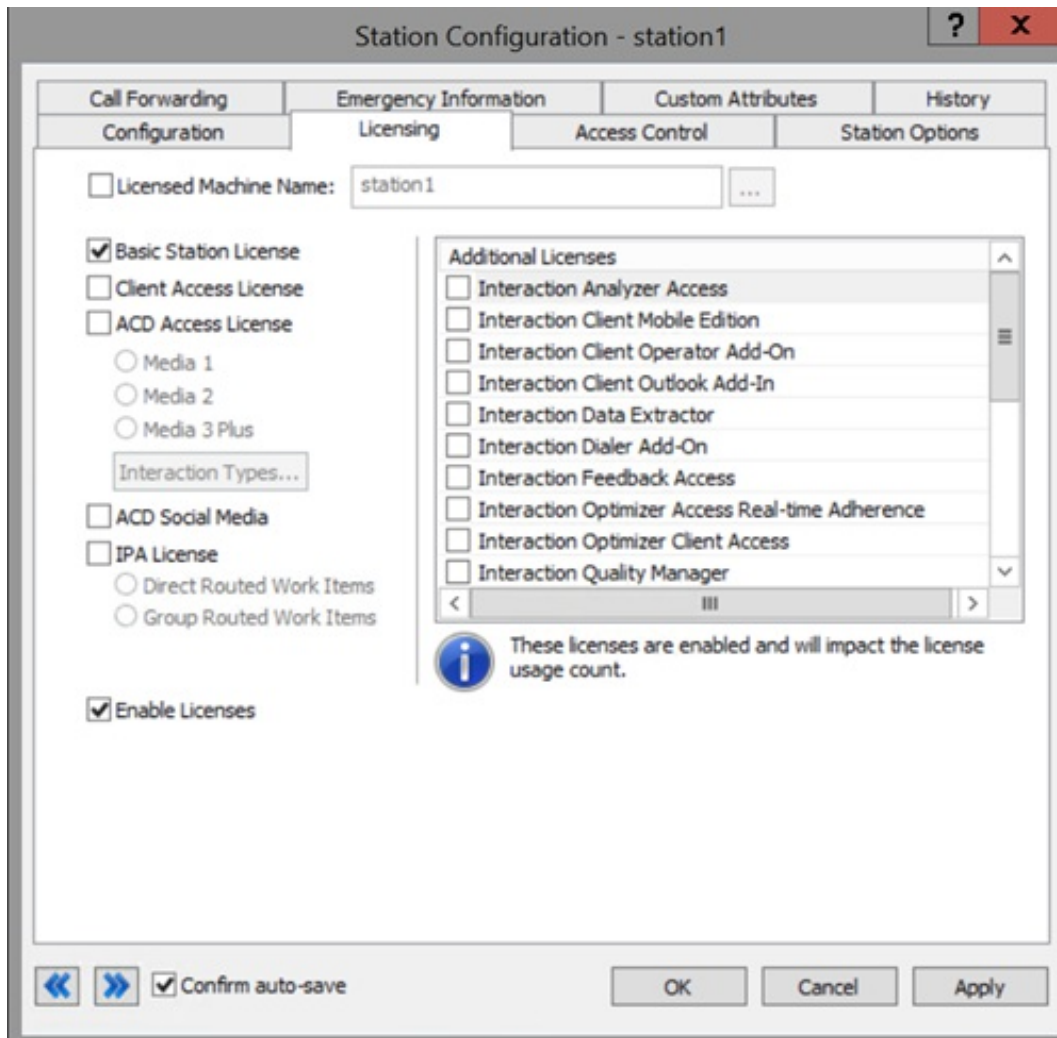 Station Configuration - station1
?
X
Call Forwarding
Emergency Information
Custom Attributes
History
Configuration
Licensing
Access Control
Station Options
Licensed Machine Name:
station1
...
Basic Station License
Client Access License
ACD Access License
Media 1
Media 2
Media 3 Plus
Interaction Types...
ACD Social Media
IPA License
Direct Routed Work Items
Group Routed Work Items
Additional Licenses
Interaction Analyzer Access
Interaction Client Mobile Edition
Interaction Client Operator Add-On
Interaction Client Outlook Add-In
Interaction Data Extractor
Interaction Dialer Add-On
Interaction Feedback Access
Interaction Optimizer Access Real-time Adherence
Interaction Optimizer Client Access
Interaction Quality Manager
These licenses are enabled and will impact the license
usage count.
Enable Licenses
Confirm auto-save
OK
Cancel
Apply